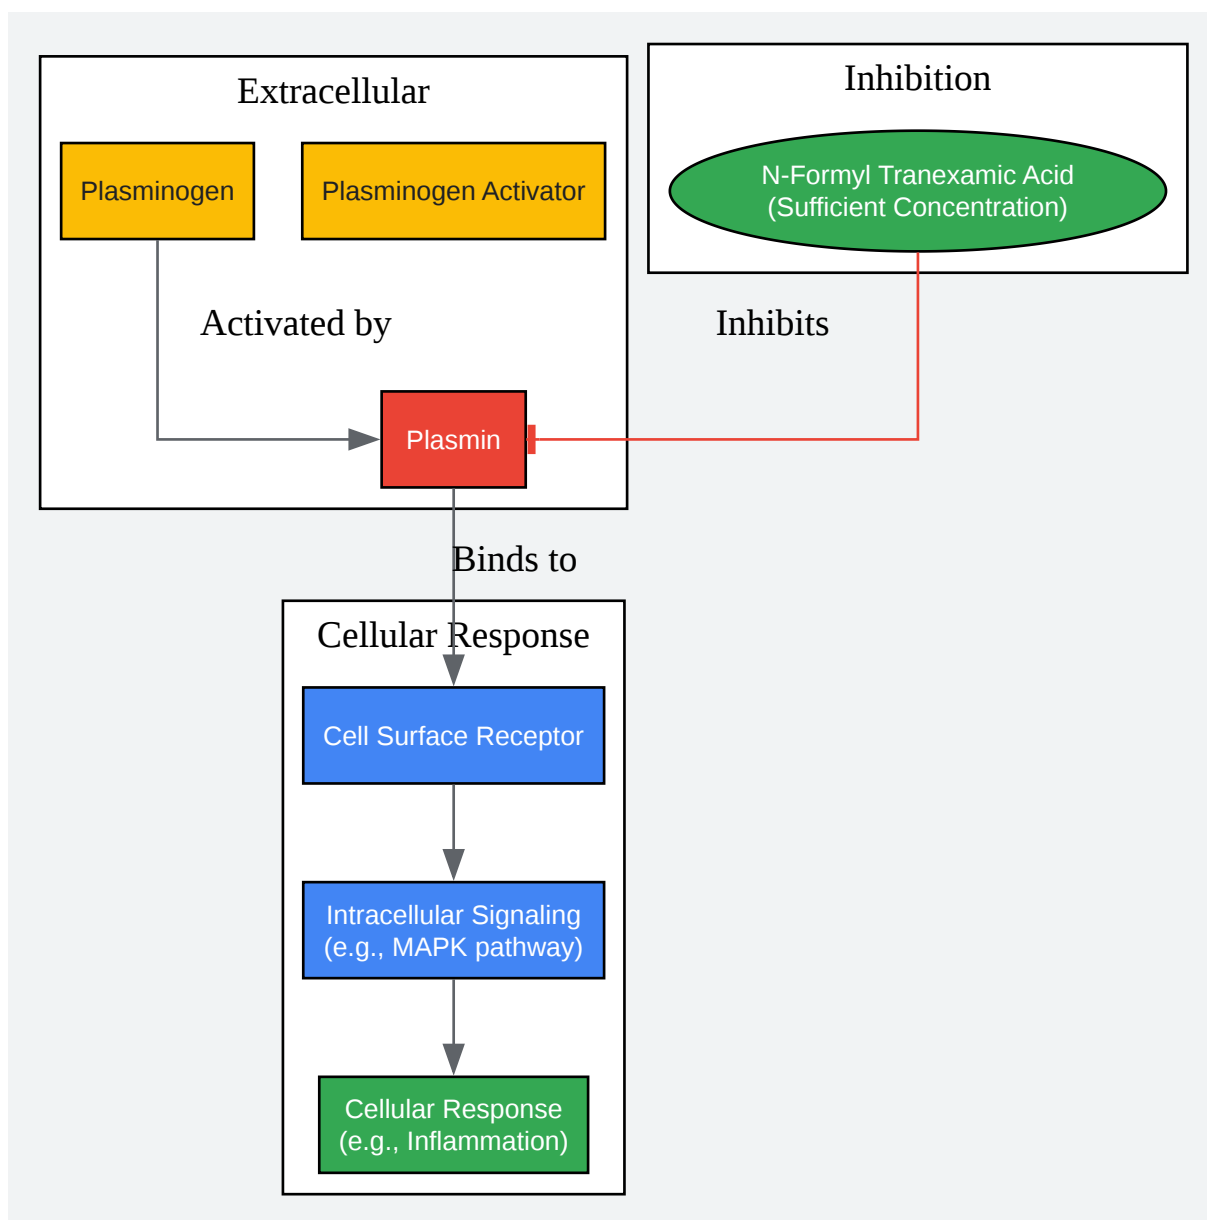 Extracellular
Inhibition
Plasminogen
Plasminogen Activator
N-Formyl Tranexamic Acid
(Sufficient Concentration)
Activated by
Inhibits
Plasmin
Binds to
Cellular Response
Cell Surface Receptor
Intracellular Signaling
(e.g., MAPK pathway)
Cellular Response
(e.g., Inflammation)